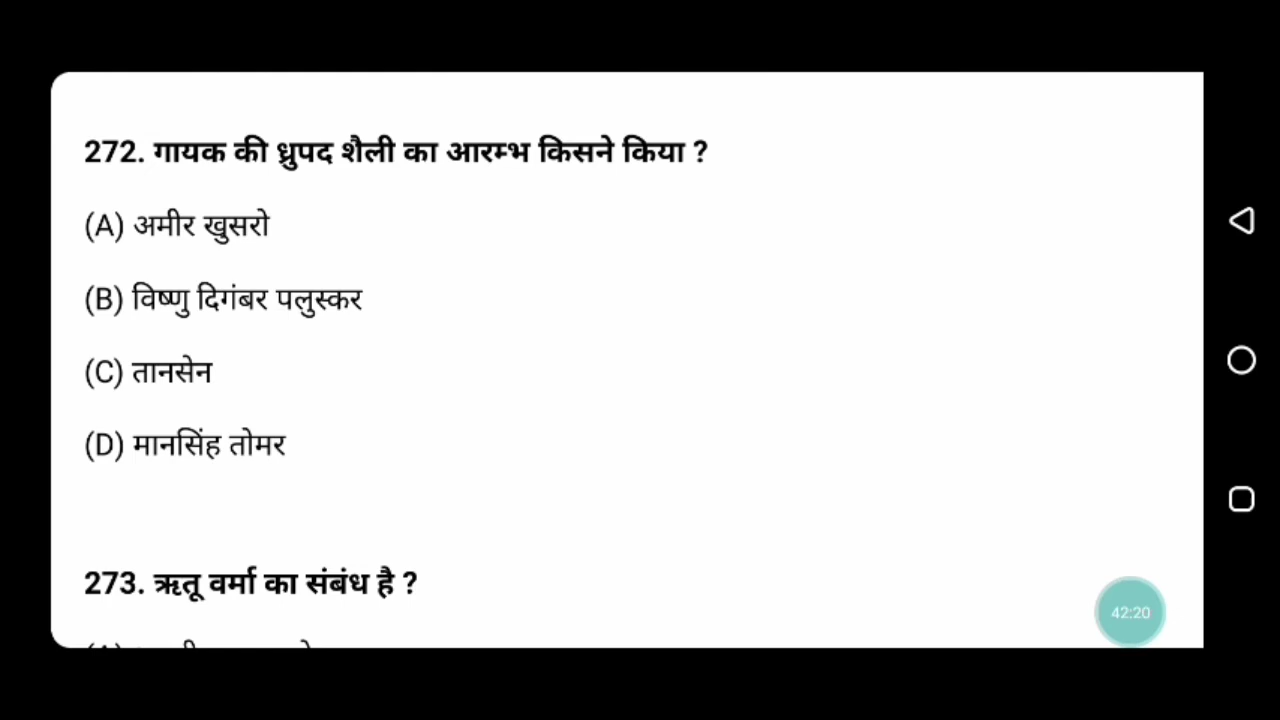 272. गायक की ध्रुपद शैली का आरम्भ किसने किया ?
(A) अमीर खुसरो
(B) विष्णु दिगंबर पलुस्कर
(C) तानसेन
(D) मानसिंह तोमर
273. ऋतू वर्मा का संबंध है ?
42:20